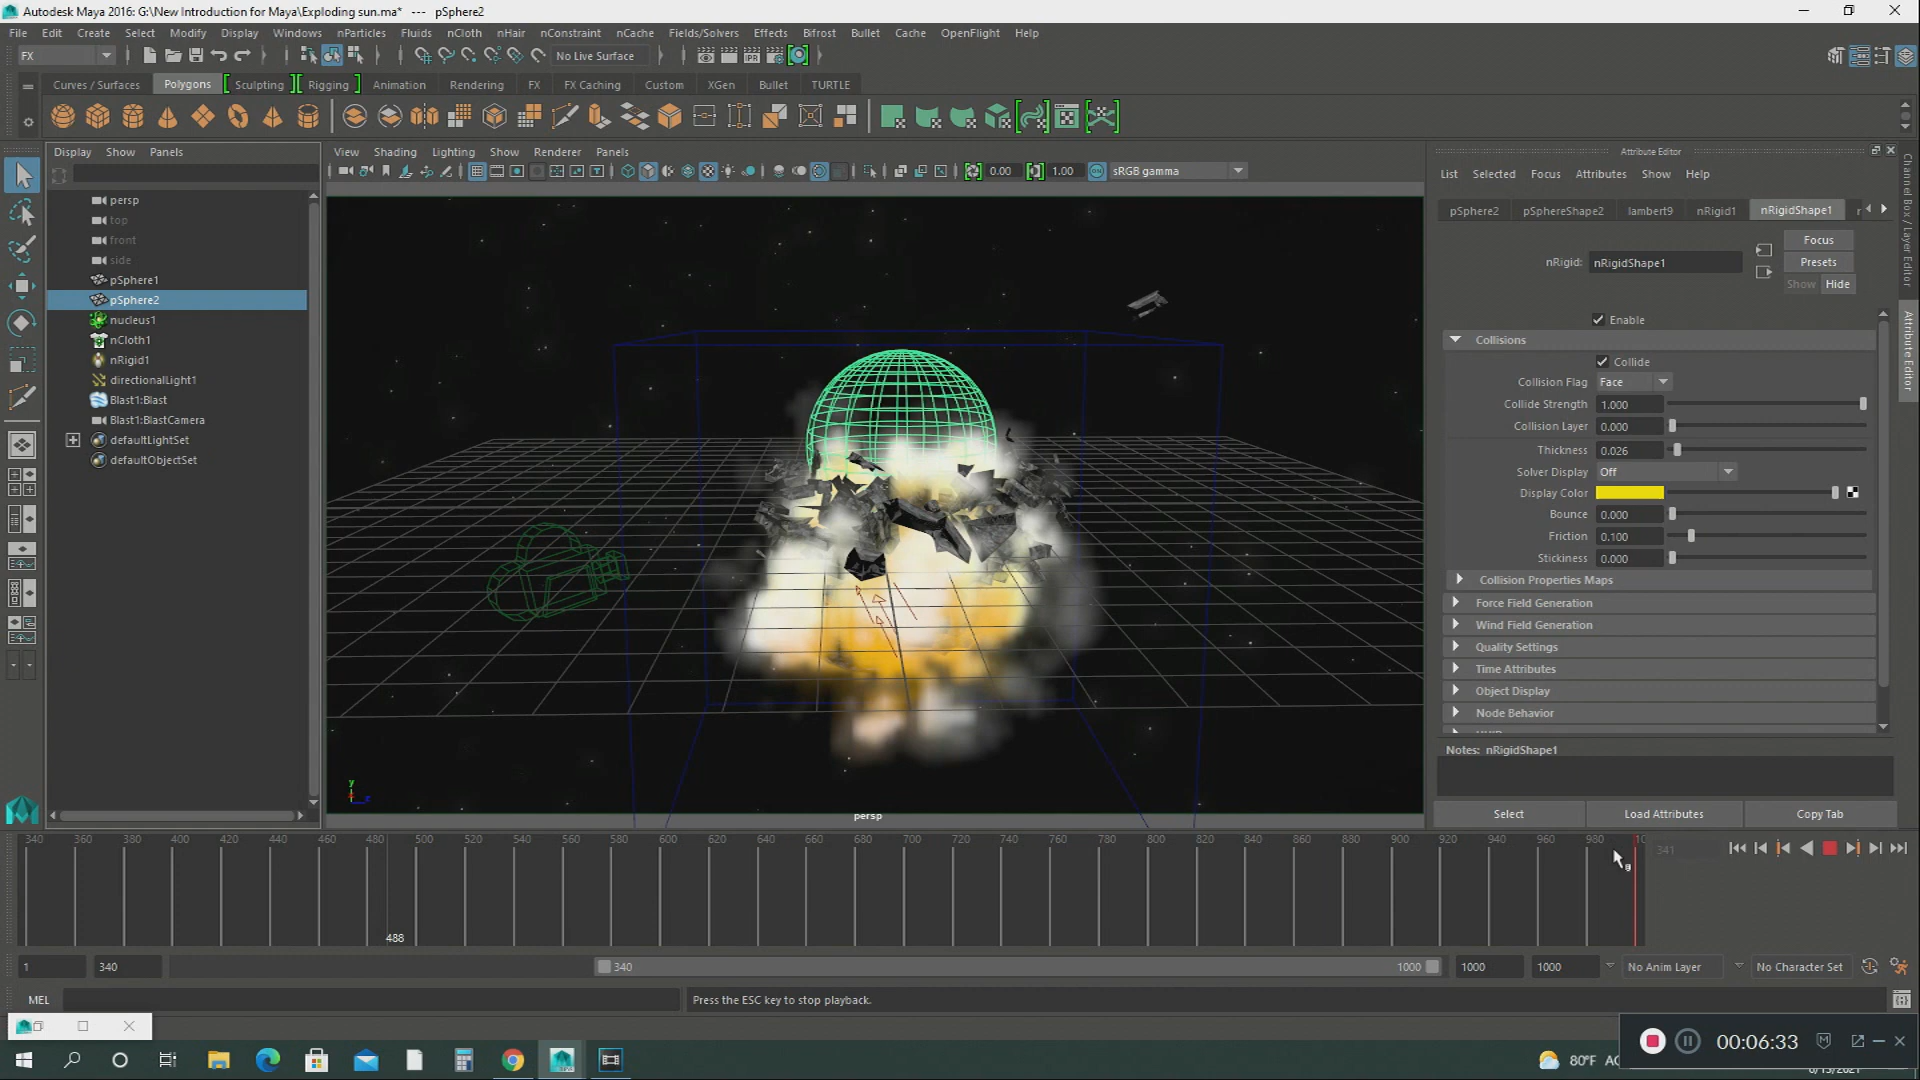 Autodesk Maya 2016: G:\New Introduction for Maya\Exploding sun.ma* --- pSphere2
File Edit Create Select Modify Display Windows nParticles Fluids nCloth nHair nConstraint nCache Fields/Solvers Effects Bifrost Bullet Cache OpenFlight Help
FX No Live Surface
Curves / Surfaces Polygons Sculpting Rigging Animation Rendering FX FX Caching Custom XGen Bullet TURTLE
Display Show Panels
View Shading Lighting Show Renderer Panels
0.00 1.00 sRGB gamma
persp
top
front
side
pSphere1
pSphere2
nucleus1
nCloth1
nRigid1
directionalLight1
Blast1:Blast
Blast1:BlastCamera
defaultLightSet
defaultObjectSet
y
z
persp
Attribute Editor
List Selected Focus Attributes Show Help
pSphere2 pSphereShape2 lambert9 nRigid1 nRigidShape1
nRigid: nRigidShape1
Focus
Presets
Show Hide
Enable
Collisions
Collide
Collision Flag Face
Collide Strength 1.000
Collision Layer 0.000
Thickness 0.026
Solver Display Off
Display Color
Bounce 0.000
Friction 0.100
Stickiness 0.000
Collision Properties Maps
Force Field Generation
Wind Field Generation
Quality Settings
Time Attributes
Object Display
Node Behavior
Notes: nRigidShape1
Select Load Attributes Copy Tab
Channel Box / Layer Editor
Attribute Editor
340 360 380 400 420 440 460 480 500 520 540 560 580 600 620 640 660 680 700 720 740 760 780 800 820 840 860 880 900 920 940 960 980 10
341
488
1 340 340 1000 1000 1000 No Anim Layer No Character Set
MEL Press the ESC key to stop playback.
00:06:33
80°F